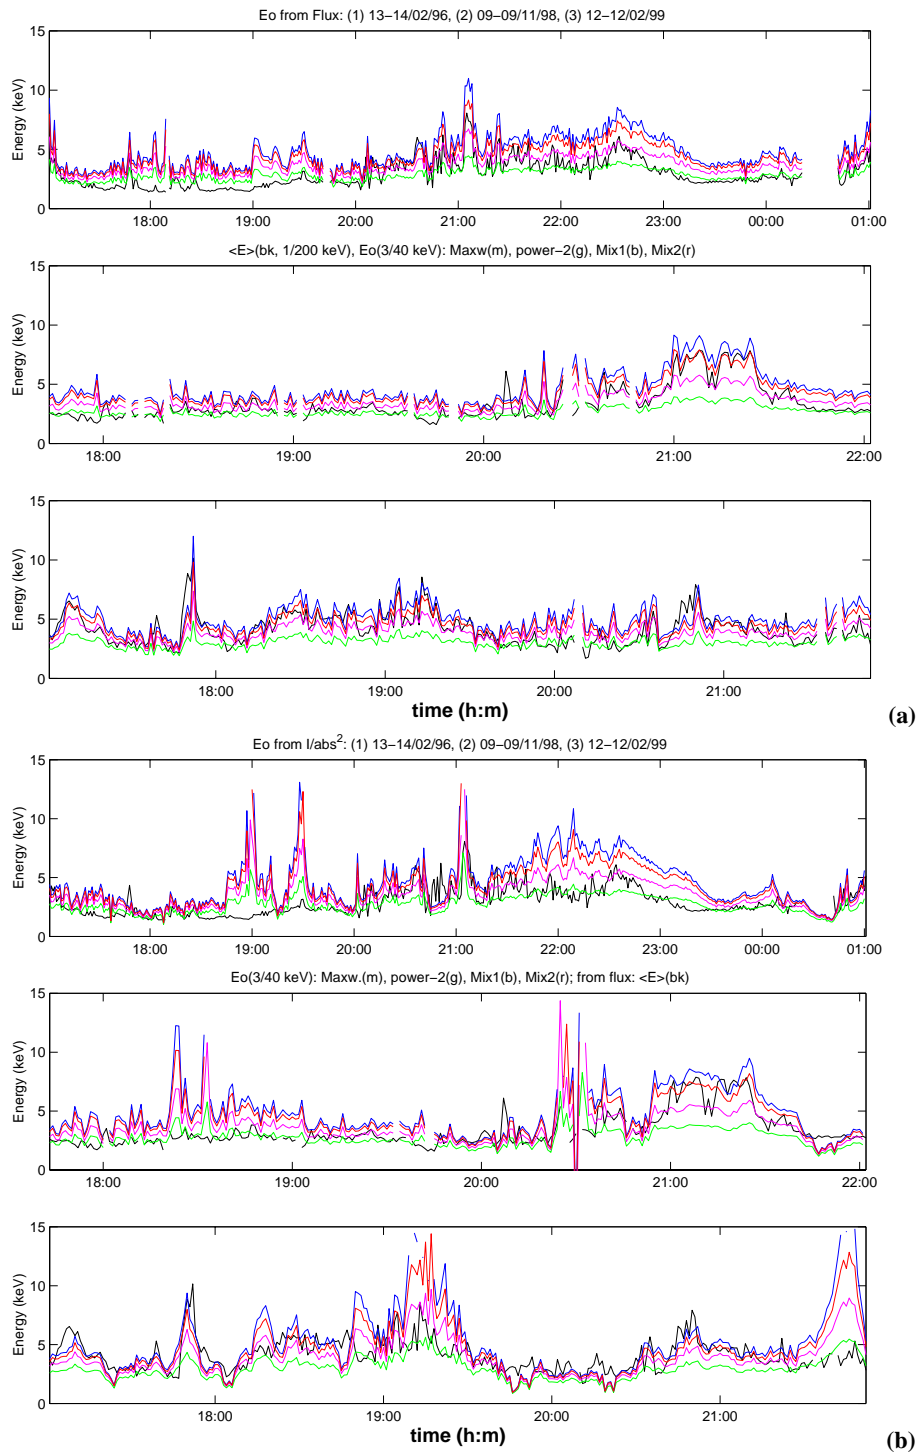 Eo from Flux: (1) 13−14/02/96, (2) 09−09/11/98, (3) 12−12/02/99
15
10
5
0
Energy (keV)
18:00 19:00 20:00 21:00 22:00 23:00 00:00 01:00
<E>(bk, 1/200 keV), Eo(3/40 keV): Maxw(m), power−2(g), Mix1(b), Mix2(r)
15
10
5
0
Energy (keV)
18:00 19:00 20:00 21:00 22:00
15
10
5
0
Energy (keV)
18:00 19:00 20:00 21:00
time (h:m)
(a)
Eo from I/abs²: (1) 13−14/02/96, (2) 09−09/11/98, (3) 12−12/02/99
15
10
5
0
Energy (keV)
18:00 19:00 20:00 21:00 22:00 23:00 00:00 01:00
Eo(3/40 keV): Maxw.(m), power−2(g), Mix1(b), Mix2(r); from flux: <E>(bk)
15
10
5
0
Energy (keV)
18:00 19:00 20:00 21:00 22:00
15
10
5
0
Energy (keV)
18:00 19:00 20:00 21:00
time (h:m)
(b)